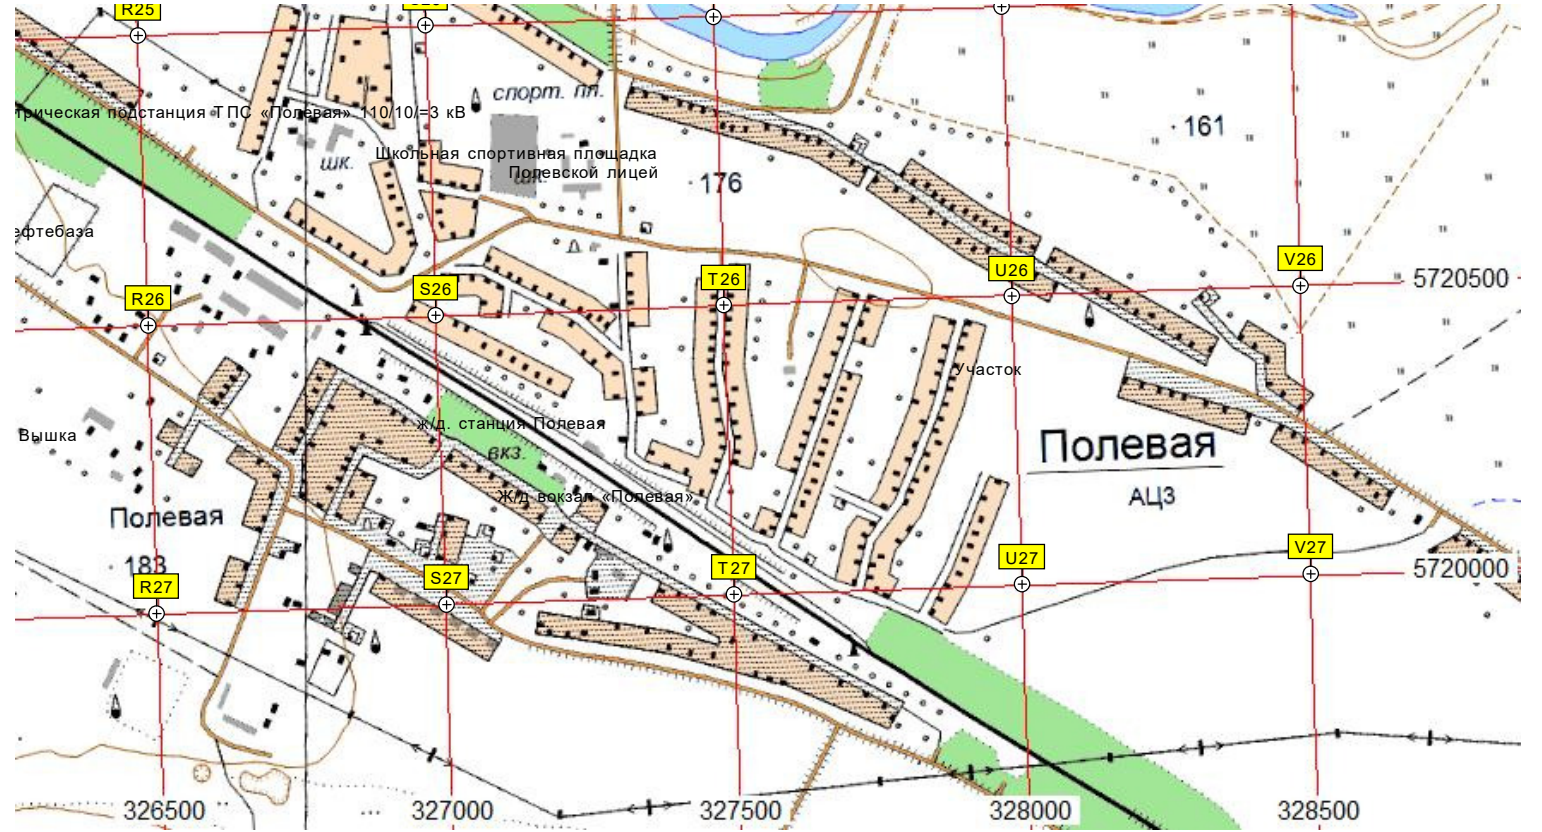 R25
спорт. пл.
трическая подстанция ТПС «Полевая» 110/10/=3 кВ
161
Школьная спортивная площадка
шк.
Полевской лицей
176
ефтебаза
V26
U26
5720500
T26
S26
R26
Участок
ж/д. станция Полевая
Вышка
Полевая
вкз.
АЦЗ
Ж/д вокзал «Полевая»
Полевая
183
V27
U27
5720000
T27
S27
R27
326500
327000
327500
328000
328500